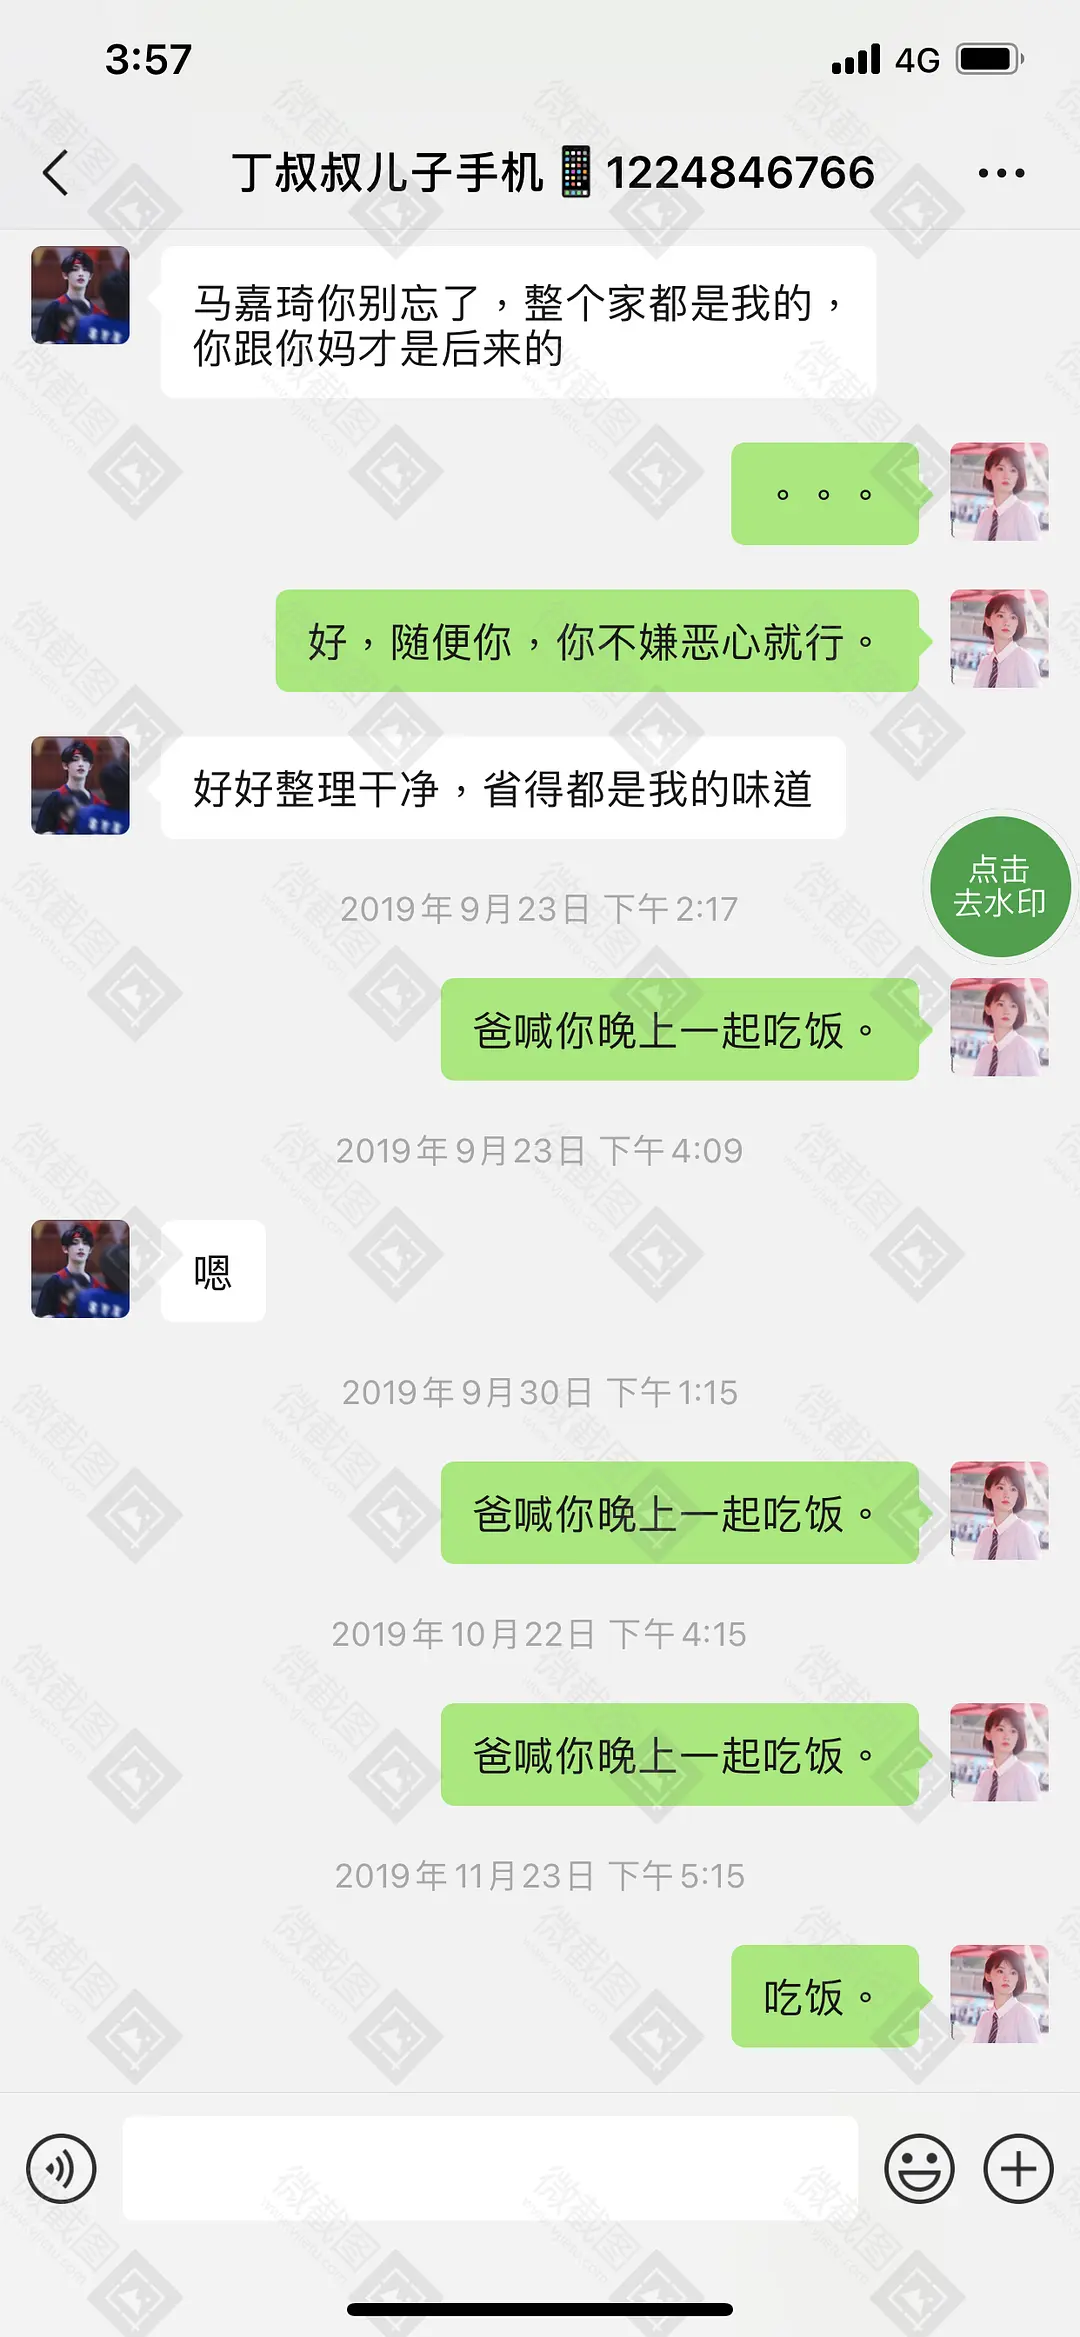 3:57
4G
丁叔叔儿子手机📱1224846766
马嘉琦你别忘了，整个家都是我的，
你跟你妈才是后来的
。。。
好，随便你，你不嫌恶心就行。
好好整理干净，省得都是我的味道
点击
去水印
2019年9月23日 下午2:17
爸喊你晚上一起吃饭。
2019年9月23日 下午4:09
嗯
2019年9月30日 下午1:15
爸喊你晚上一起吃饭。
2019年10月22日 下午4:15
爸喊你晚上一起吃饭。
2019年11月23日 下午5:15
吃饭。
微截图